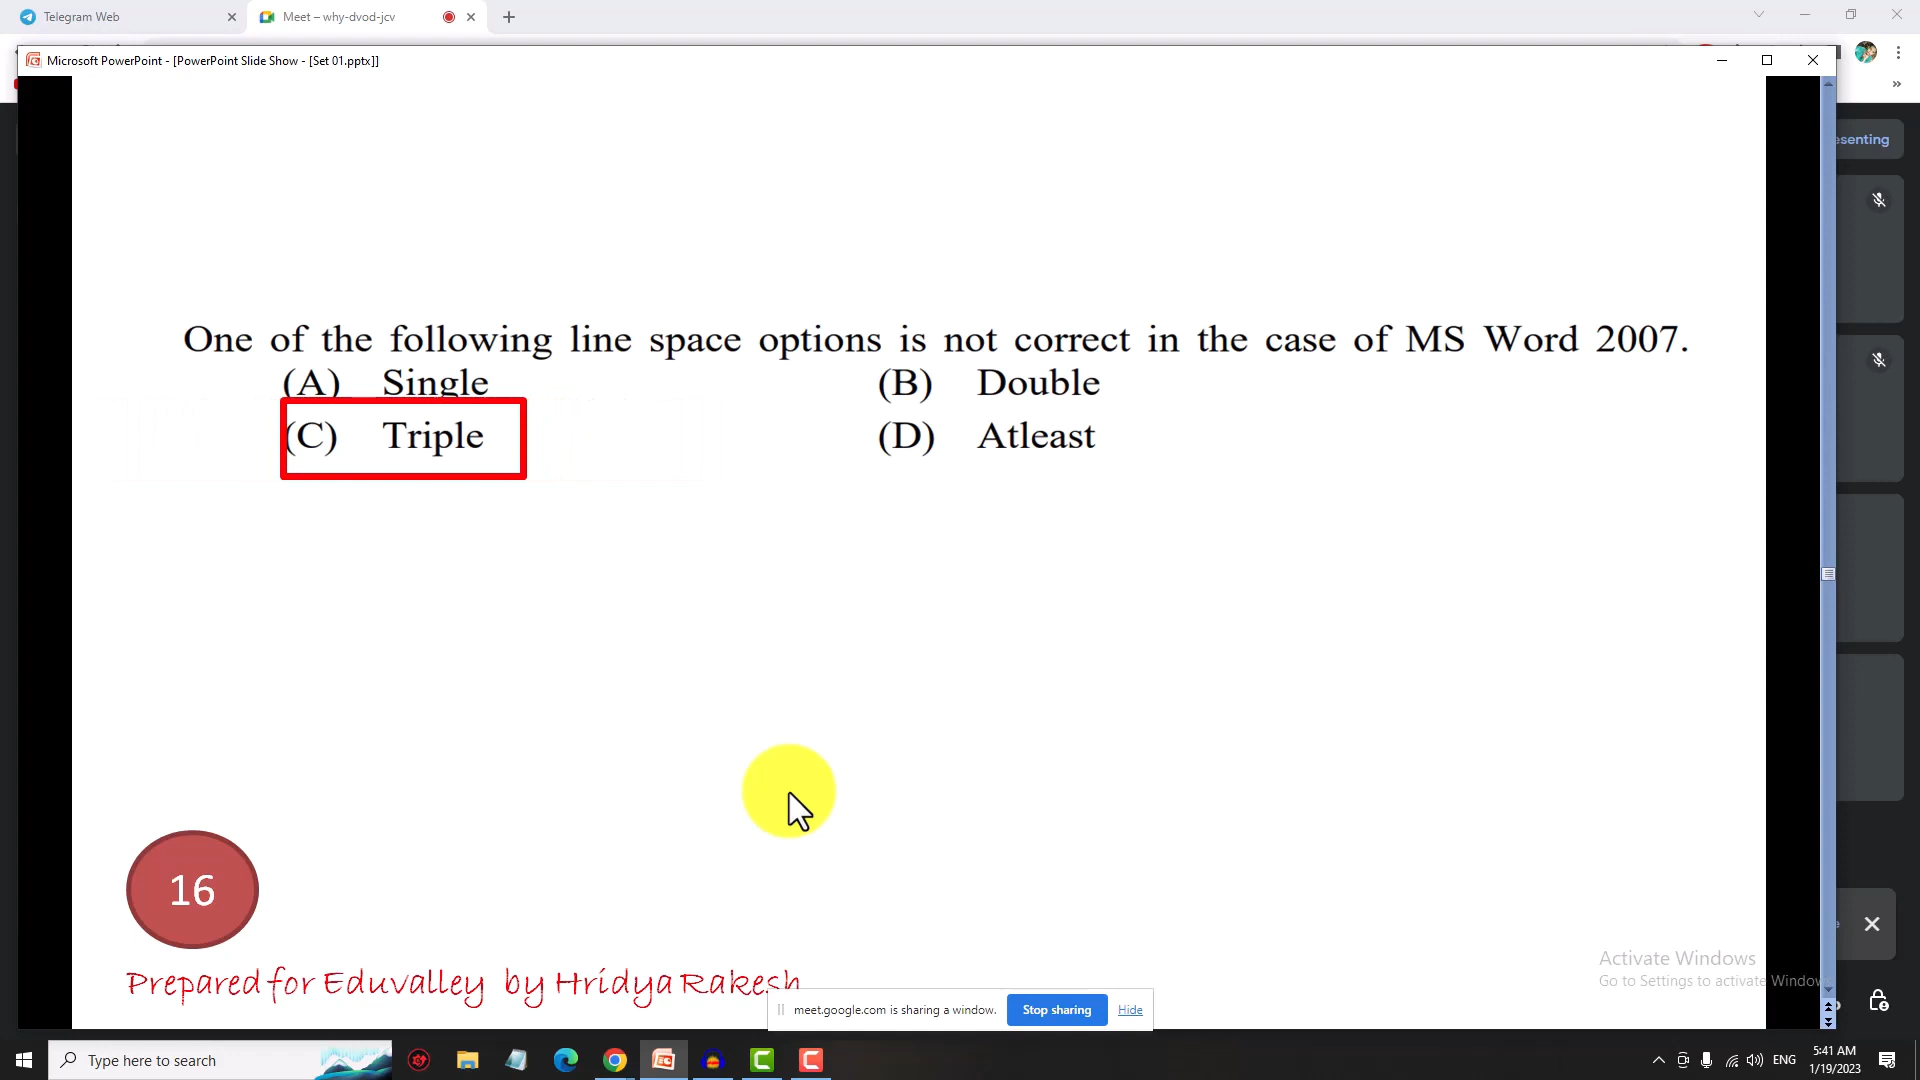 Telegram Web
Meet – why-dvod-jcv
Microsoft PowerPoint - [PowerPoint Slide Show - [Set 01.pptx]]
esenting
One of the following line space options is not correct in the case of MS Word 2007.
(A) Single (B) Double
(C) Triple (D) Atleast
16
Prepared for Eduvalley by Hridya Rakesh
Activate Windows
Go to Settings to activate Window
meet.google.com is sharing a window. Stop sharing Hide
Type here to search
ENG
5:41 AM
1/19/2023